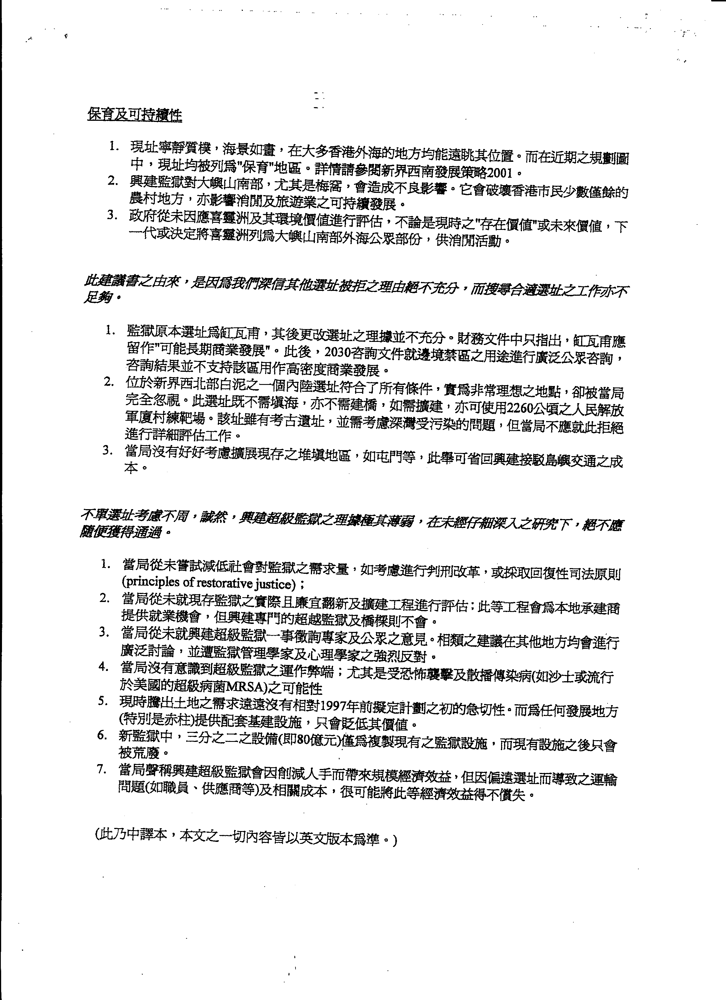 保育及可持續性
1. 現址寧靜質樸，海景如畫，在大多香港外海的地方均能遠眺其位置。而在近期之規劃圖
中，現址均被列爲"保育"地區。詳情請參閱新界西南發展策略2001。
2. 興建監獄對大嶼山南部，尤其是梅窩，會造成不良影響。它會破壞香港市民少數僅餘的
農村地方，亦影響消閒及旅遊業之可持續發展。
3. 政府從未因應喜靈洲及其環境價值進行評估，不論是現時之"存在價值"或未來價值，下
一代或決定將喜靈洲列爲大嶼山南部外海公眾部份，供消閒活動。
此建議書之由來，是因爲我們深信其他選址被拒之理由絕不充分，而搜尋合適選址之工作亦不
足夠。
1. 監獄原本選址爲缸瓦甫，其後更改選址之理據並不充分。財務文件中只指出，缸瓦甫應
留作"可能長期商業發展"。此後，2030咨詢文件就邊境禁區之用途進行廣泛公眾咨詢，
咨詢結果並不支持該區用作高密度商業發展。
2. 位於新界西北部白泥之一個內陸選址符合了所有條件，實爲非常理想之地點，卻被當局
完全忽視。此選址既不需填海，亦不需建橋，如需擴建，亦可使用2260公頃之人民解放
軍廈村練靶場。該址雖有考古遺址，並需考慮深灣受污染的問題，但當局不應就此拒絕
進行詳細評估工作。
3. 當局沒有好好考慮擴展現存之堆填地區，如屯門等，此舉可省回興建接駁島嶼交通之成
本。
不單選址考慮不周，誠然，興建超級監獄之理據極其薄弱，在未經仔細深入之研究下，絕不應
隨便獲得通過。
1. 當局從未嘗試減低社會對監獄之需求量，如考慮進行判刑改革，或採取回復性司法原則
(principles of restorative justice)；
2. 當局從未就現存監獄之實際且廉宜翻新及擴建工程進行評估；此等工程會爲本地承建商
提供就業機會，但興建專門的超越監獄及橋樑則不會。
3. 當局從未就興建超級監獄一事徵詢專家及公眾之意見。相類之建議在其他地方均會進行
廣泛討論，並遭監獄管理學家及心理學家之強烈反對。
4. 當局沒有意識到超級監獄之運作弊端；尤其是受恐怖襲擊及散播傳染病(如沙士或流行
於美國的超級病菌MRSA)之可能性
5. 現時騰出土地之需求遠遠沒有相對1997年前擬定計劃之初的急切性。而爲任何發展地方
(特別是赤柱)提供配套基建設施，只會貶低其價值。
6. 新監獄中，三分之二之設備(即80億元)僅爲複製現有之監獄設施，而現有設施之後只會
被荒廢。
7. 當局聲稱興建超級監獄會因削減人手而帶來規模經濟效益，但因偏遠選址而導致之運輸
問題(如職員、供應商等)及相關成本，很可能將此等經濟效益得不償失。
(此乃中譯本，本文之一切內容皆以英文版本爲準。)